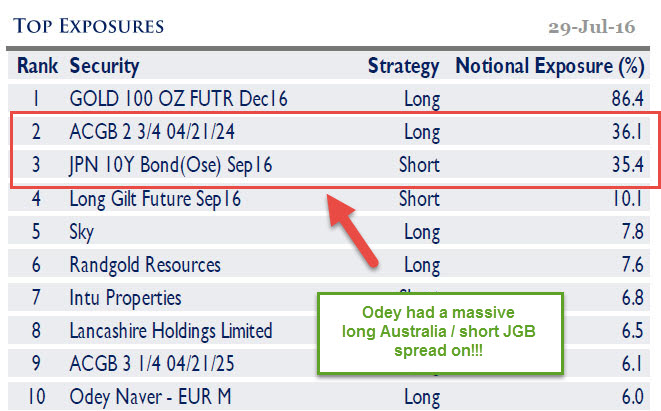 TOP EXPOSURES 29-Jul-16
Rank Security Strategy Notional Exposure (%)
1 GOLD 100 OZ FUTR Dec16 Long 86.4
2 ACGB 2 3/4 04/21/24 Long 36.1
3 JPN 10Y Bond(Ose) Sep16 Short 35.4
4 Long Gilt Future Sep16 Short 10.1
5 Sky Long 7.8
6 Randgold Resources Long 7.6
7 Intu Properties 6.8
8 Lancashire Holdings Limited 6.5
9 ACGB 3 1/4 04/21/25 6.1
10 Odey Naver - EUR M Long 6.0
Odey had a massive
long Australia / short JGB
spread on!!!